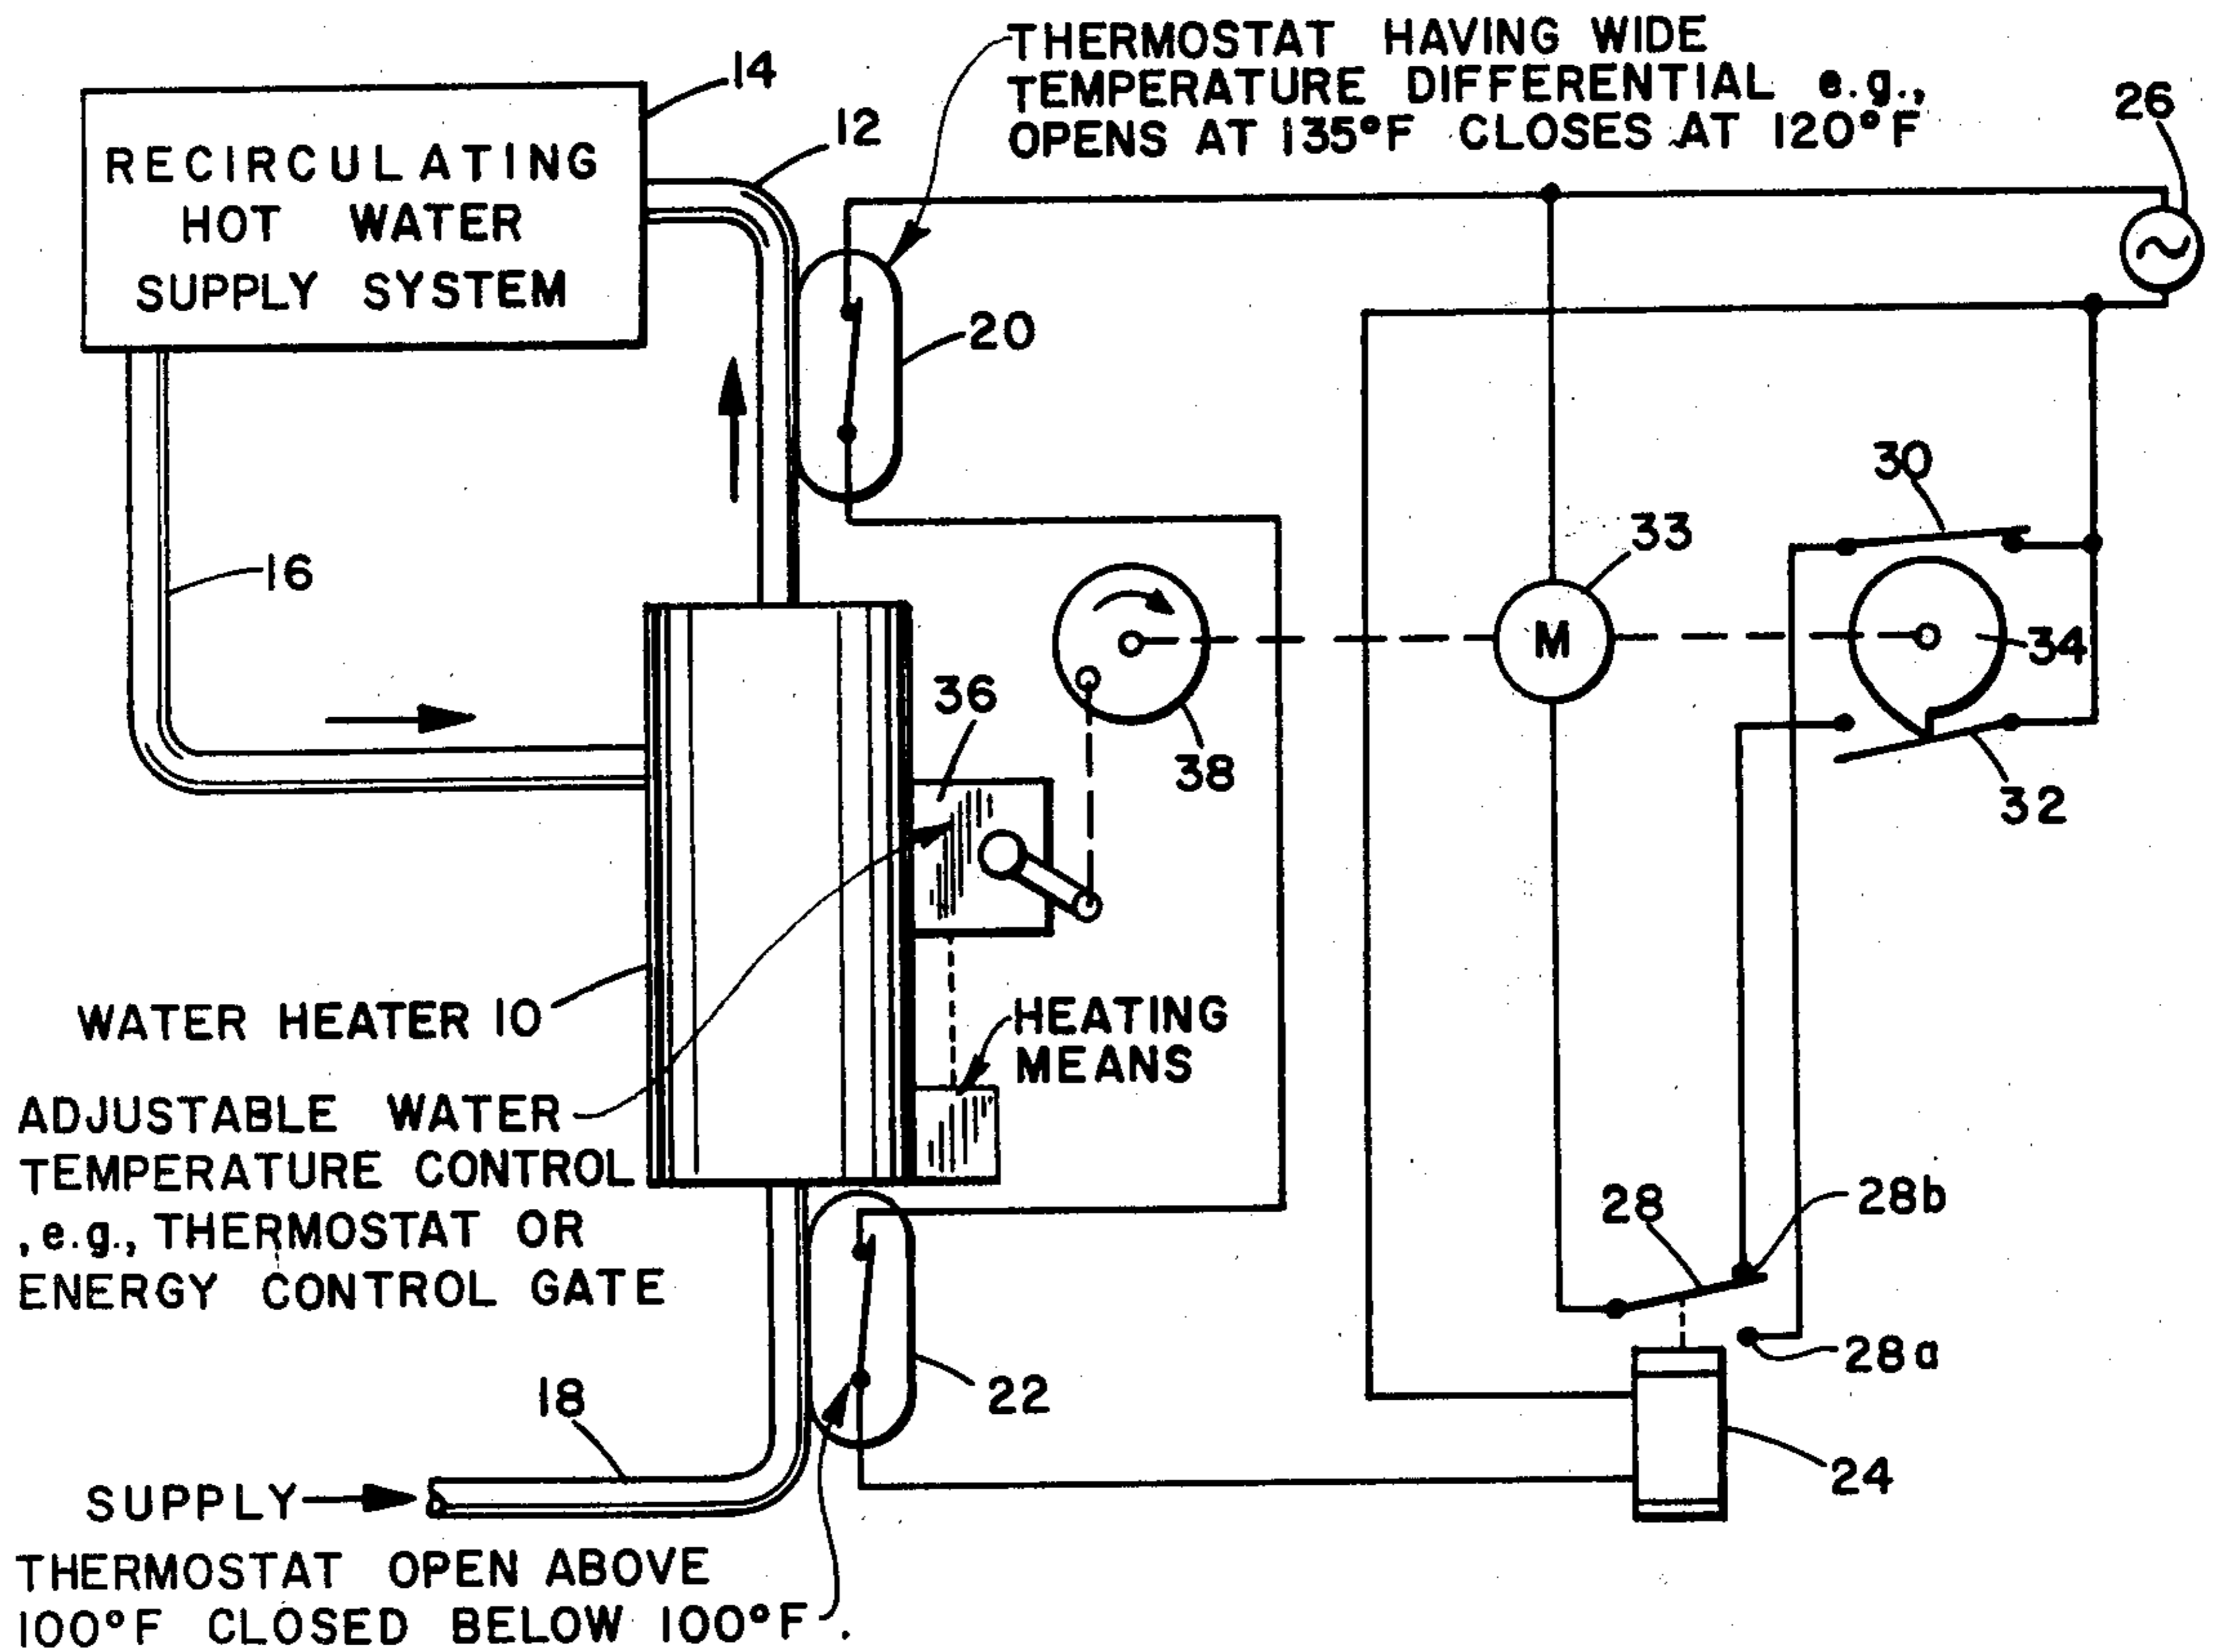 THERMOSTAT HAVING WIDE
TEMPERATURE DIFFERENTIAL e.g.,
OPENS AT 135°F CLOSES AT 120°F
14
12
26
RECIRCULATING
HOT WATER
SUPPLY SYSTEM
20
30
33
16
34
36
38
32
WATER HEATER 10
HEATING
MEANS
M
ADJUSTABLE WATER
TEMPERATURE CONTROL
, e.g., THERMOSTAT OR
ENERGY CONTROL GATE
28
28b
28a
22
18
24
SUPPLY
THERMOSTAT OPEN ABOVE
100°F CLOSED BELOW 100°F .